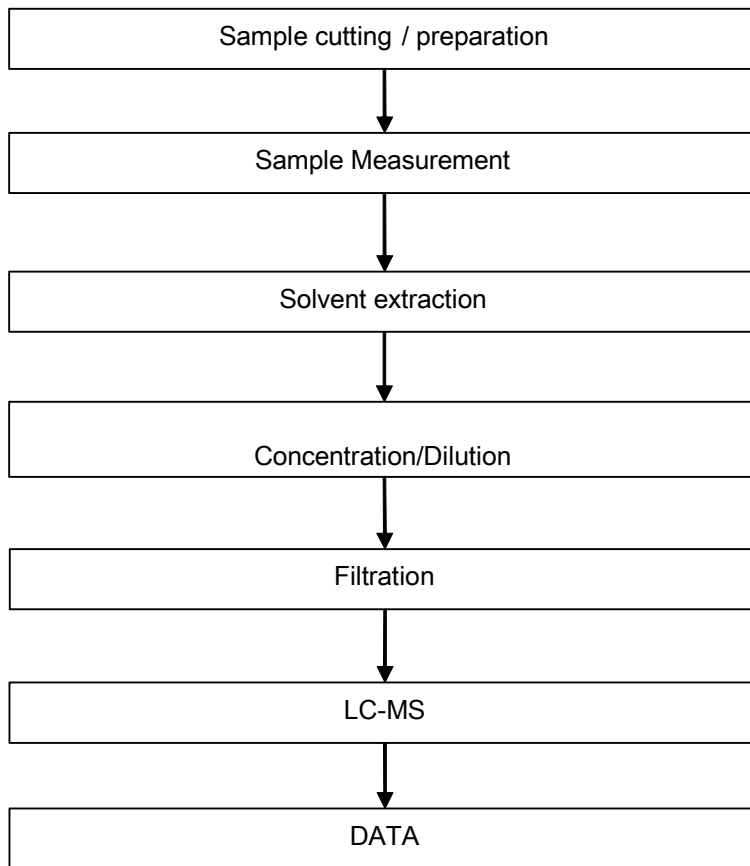 Sample cutting / preparation
Sample Measurement
Solvent extraction
Concentration/Dilution
Filtration
LC-MS
DATA